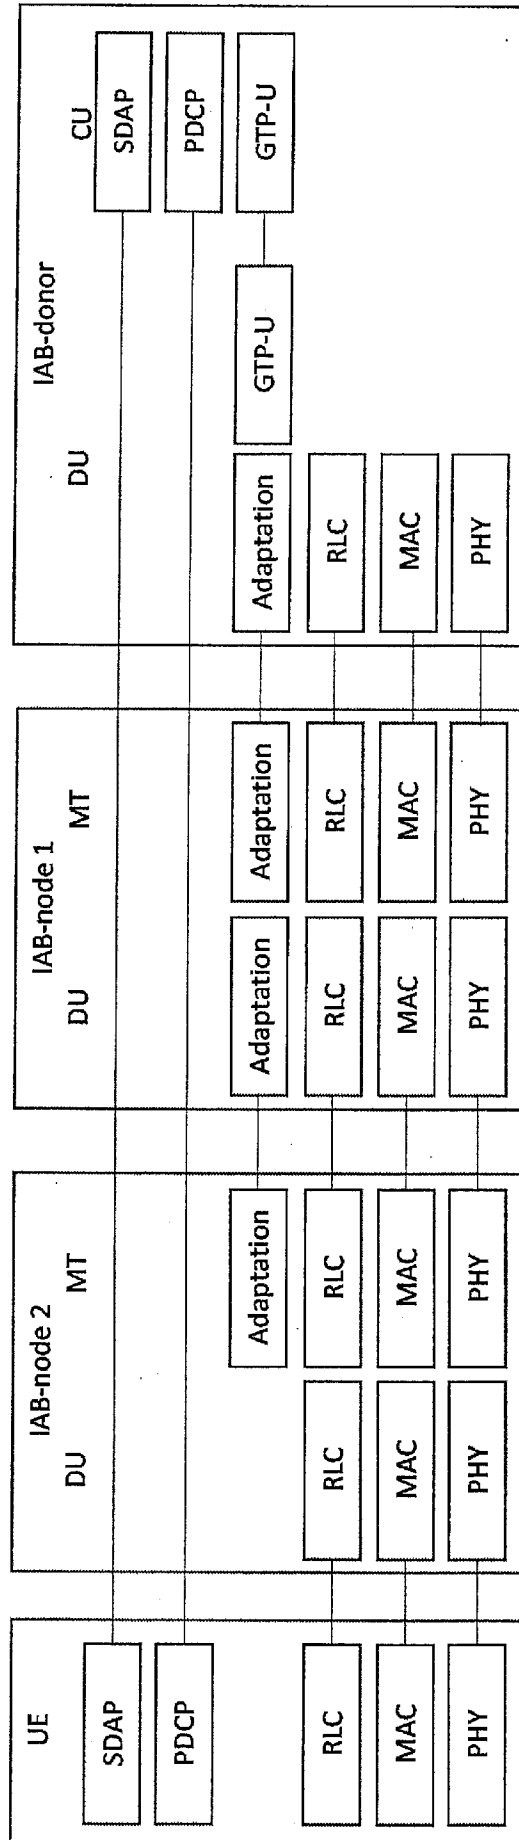 UE
SDAP
PDCP
RLC
MAC
PHY
IAB-node 2
DU
MT
Adaptation
RLC
RLC
MAC
MAC
PHY
PHY
IAB-node 1
DU
MT
Adaptation
Adaptation
RLC
RLC
MAC
MAC
PHY
PHY
IAB-donor
DU
CU
SDAP
PDCP
Adaptation
GTP-U
GTP-U
RLC
MAC
PHY